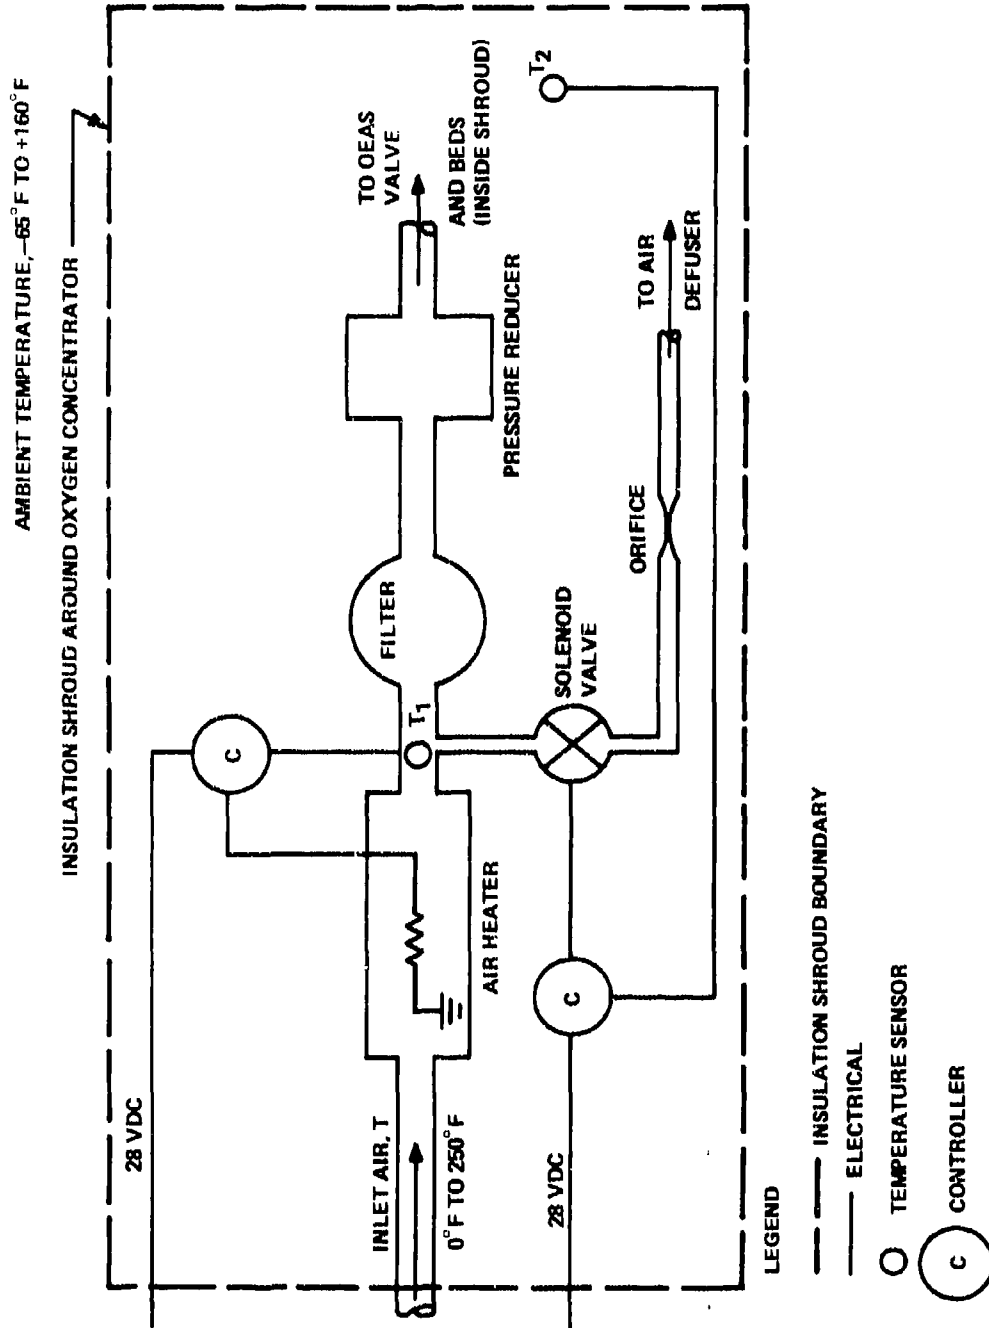 AMBIENT TEMPERATURE, –65°F TO +160°F
INSULATION SHROUD AROUND OXYGEN CONCENTRATOR
28 VDC
C
INLET AIR, T
0°F TO 250°F
AIR HEATER
T1
FILTER
PRESSURE REDUCER
TO OEAS
VALVE
AND BEDS
(INSIDE SHROUD)
28 VDC
C
SOLENOID
VALVE
ORIFICE
TO AIR
DEFUSER
T2
LEGEND
INSULATION SHROUD BOUNDARY
ELECTRICAL
TEMPERATURE SENSOR
C
CONTROLLER